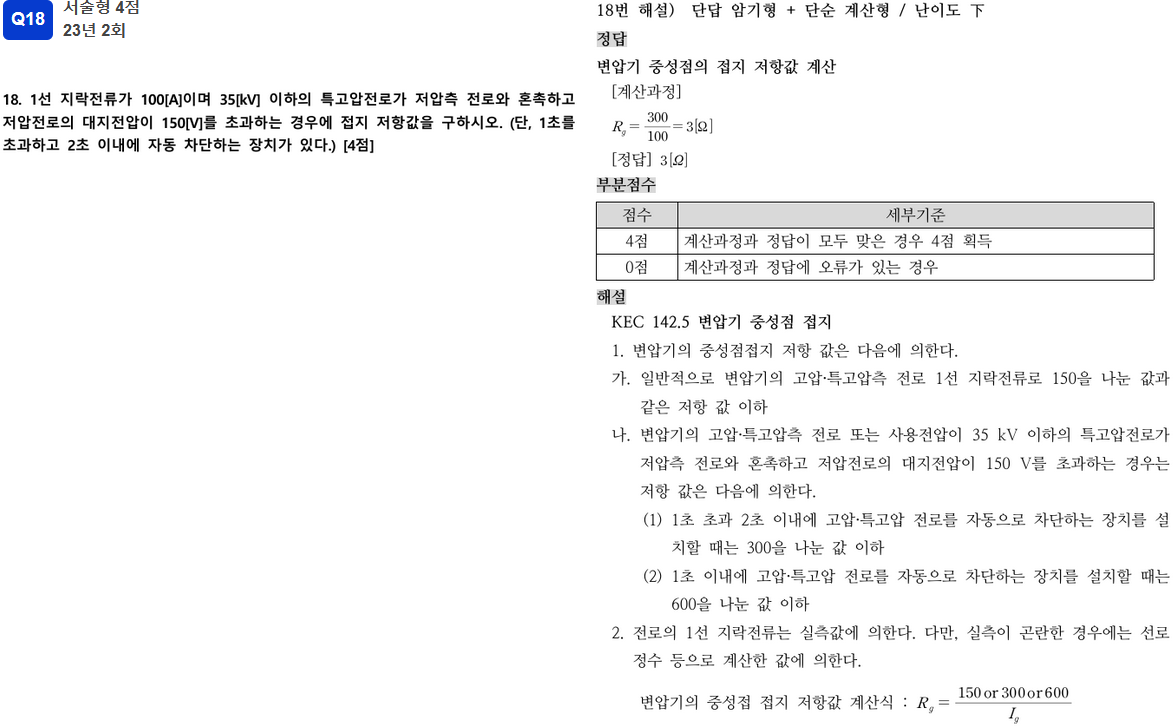 Q18
서술형 4점
23년 2회
18. 1선 지락전류가 100[A]이며 35[kV] 이하의 특고압전로가 저압측 전로와 혼촉하고
저압전로의 대지전압이 150[V]를 초과하는 경우에 접지 저항값을 구하시오. (단, 1초를
초과하고 2초 이내에 자동 차단하는 장치가 있다.) [4점]
18번 해설) 단답 암기형 + 단순 계산형 / 난이도 下
정답
변압기 중성점의 접지 저항값 계산
[계산과정]
R_g = 300/100 = 3[Ω]
[정답] 3[Ω]
부분점수
점수 세부기준
4점 계산과정과 정답이 모두 맞은 경우 4점 획득
0점 계산과정과 정답에 오류가 있는 경우
해설
KEC 142.5 변압기 중성점 접지
1. 변압기의 중성점접지 저항 값은 다음에 의한다.
가. 일반적으로 변압기의 고압·특고압측 전로 1선 지락전류로 150을 나눈 값과
같은 저항 값 이하
나. 변압기의 고압·특고압측 전로 또는 사용전압이 35 kV 이하의 특고압전로가
저압측 전로와 혼촉하고 저압전로의 대지전압이 150 V를 초과하는 경우는
저항 값은 다음에 의한다.
(1) 1초 초과 2초 이내에 고압·특고압 전로를 자동으로 차단하는 장치를 설
치할 때는 300을 나눈 값 이하
(2) 1초 이내에 고압·특고압 전로를 자동으로 차단하는 장치를 설치할 때는
600을 나눈 값 이하
2. 전로의 1선 지락전류는 실측값에 의한다. 다만, 실측이 곤란한 경우에는 선로
정수 등으로 계산한 값에 의한다.
변압기의 중성접 접지 저항값 계산식 : R_g = 150 or 300 or 600 / I_g